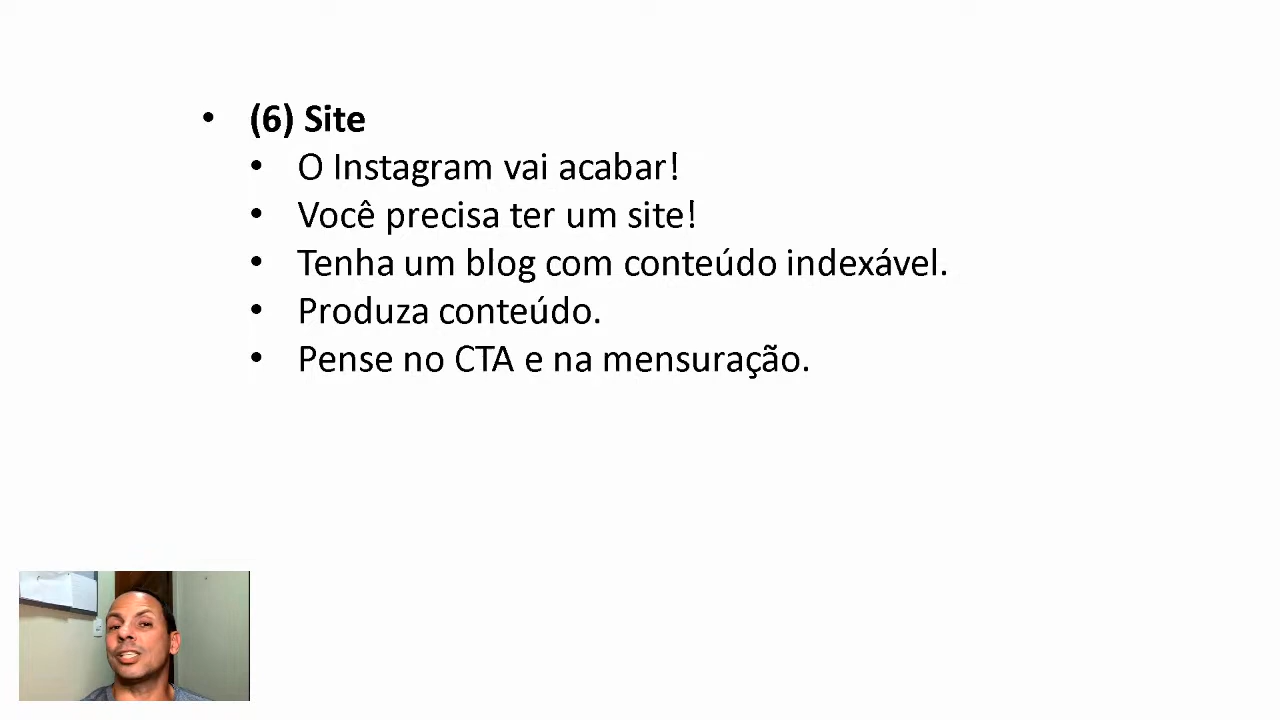 • (6) Site
• O Instagram vai acabar!
• Você precisa ter um site!
• Tenha um blog com conteúdo indexável.
• Produza conteúdo.
• Pense no CTA e na mensuração.